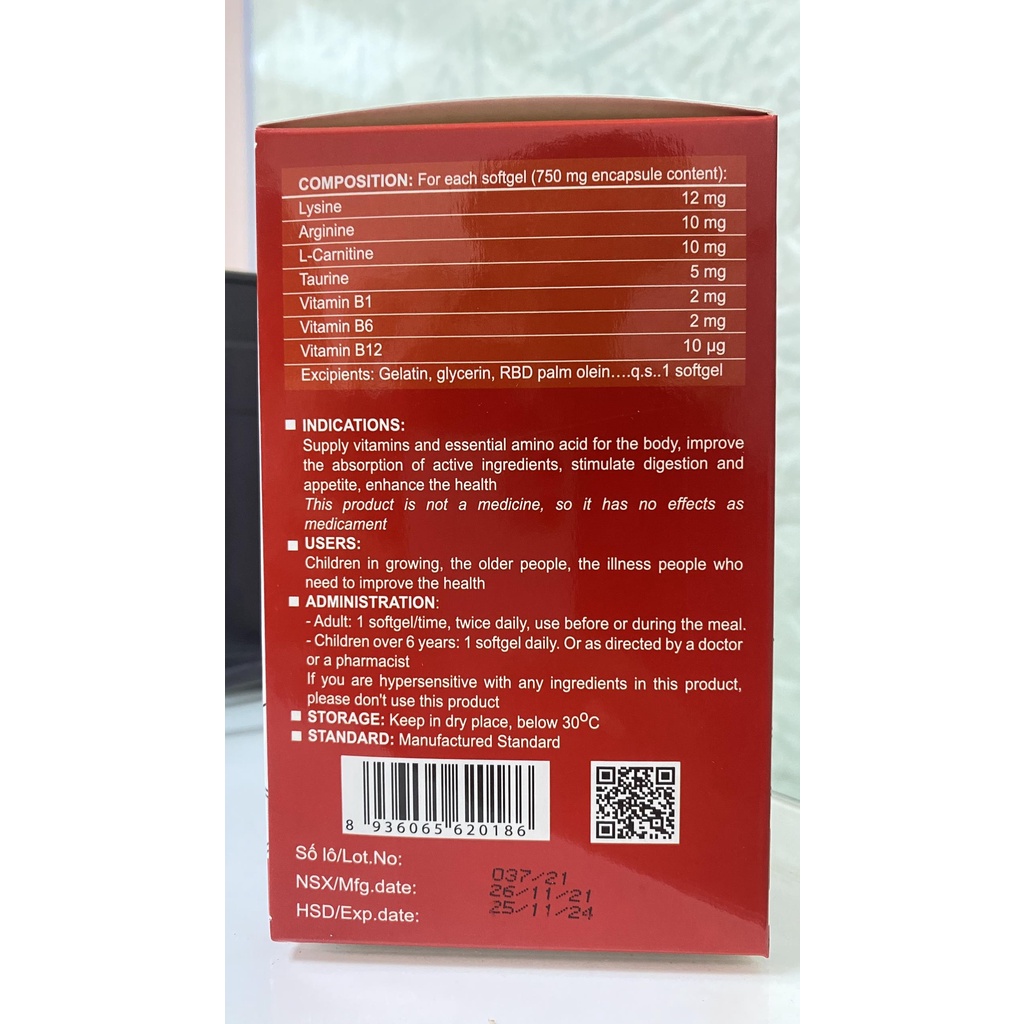 COMPOSITION: For each softgel (750 mg encapsule content):
Lysine 12 mg
Arginine 10 mg
L-Carnitine 10 mg
Taurine 5 mg
Vitamin B1 2 mg
Vitamin B6 2 mg
Vitamin B12 10 µg
Excipients: Gelatin, glycerin, RBD palm olein....q.s..1 softgel
INDICATIONS:
Supply vitamins and essential amino acid for the body, improve
the absorption of active ingredients, stimulate digestion and
appetite, enhance the health
This product is not a medicine, so it has no effects as
medicament
USERS:
Children in growing, the older people, the illness people who
need to improve the health
ADMINISTRATION:
- Adult: 1 softgel/time, twice daily, use before or during the meal.
- Children over 6 years: 1 softgel daily. Or as directed by a doctor
or a pharmacist
If you are hypersensitive with any ingredients in this product,
please don't use this product
STORAGE: Keep in dry place, below 30⁰C
STANDARD: Manufactured Standard
8 936065 620186
Số lô/Lot.No: 037/21
NSX/Mfg.date: 26/11/21
HSD/Exp.date: 25/11/24